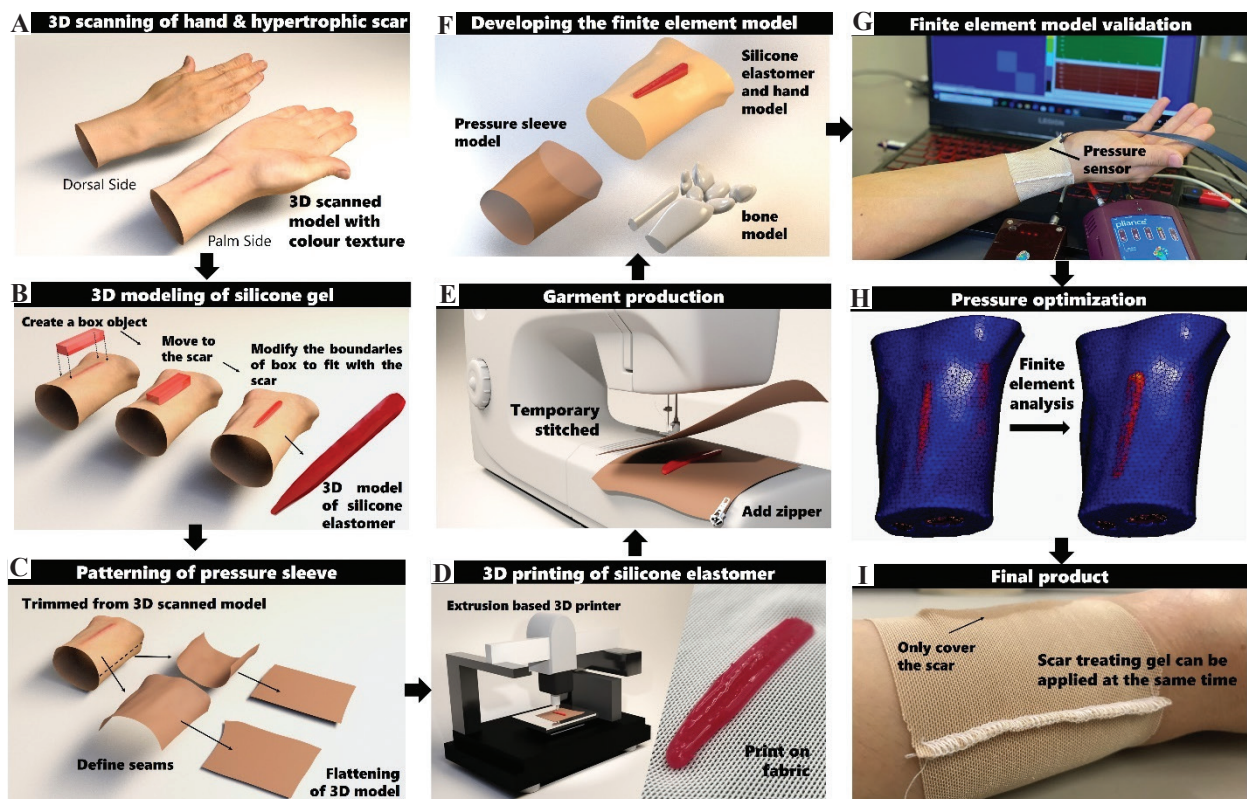 A
3D scanning of hand & hypertrophic scar
Dorsal Side
3D scanned
model with
colour texture
Palm Side
B
3D modeling of silicone gel
Create a box object
Move to
the scar
Modify the boundaries
of box to fit with the
scar
3D model
of silicone
elastomer
C
Patterning of pressure sleeve
Trimmed from 3D scanned model
Define seams
Flattening
of 3D model
D
3D printing of silicone elastomer
Extrusion based 3D printer
Print on
fabric
E
Garment production
Temporary
stitched
Add zipper
F
Developing the finite element model
Silicone
elastomer
and hand
model
Pressure sleeve
model
bone
model
G
Finite element model validation
LEGION
Pressure
sensor
pliance
H
Pressure optimization
Finite
element
analysis
I
Final product
Only cover
the scar
Scar treating gel can be
applied at the same time